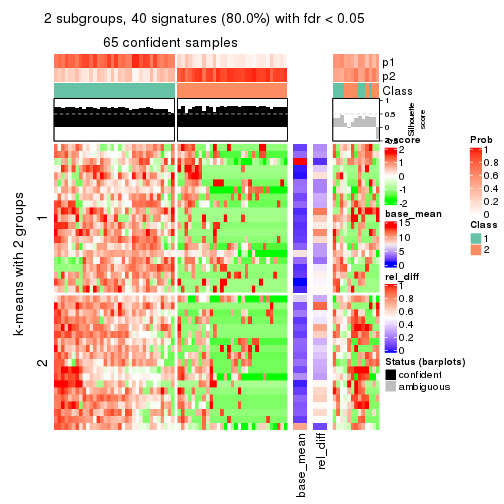 2 subgroups, 40 signatures (80.0%) with fdr < 0.05
65 confident samples
p1
p2
Class
1
0.5
0
Silhouette
score
k-means with 2 groups
1
2
base_mean
rel_diff
z-score
2
1
0
-1
-2
base_mean
15
10
5
0
rel_diff
1
0.8
0.6
0.4
0.2
0
Status (barplots)
confident
ambiguous
Prob
1
0.8
0.6
0.4
0.2
0
Class
1
2